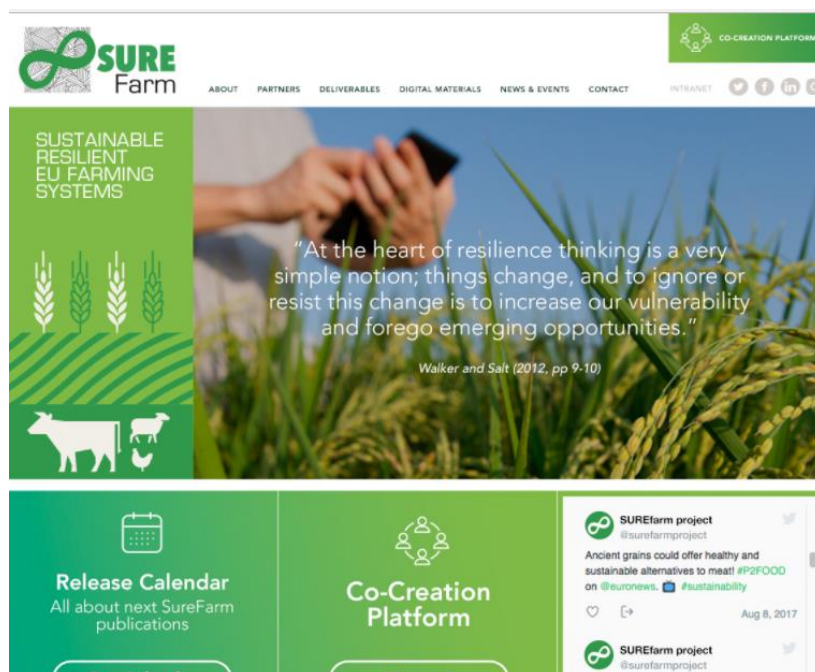 SURE
Farm
CO-CREATION PLATFORM
ABOUT PARTNERS DELIVERABLES DIGITAL MATERIALS NEWS & EVENTS CONTACT INTRANET
SUSTAINABLE
RESILIENT
EU FARMING
SYSTEMS
“At the heart of resilience thinking is a very
simple notion; things change, and to ignore or
resist this change is to increase our vulnerability
and forego emerging opportunities.”
Walker and Salt (2012, pp 9-10)
Release Calendar
All about next SureFarm
publications
Co-Creation
Platform
SUREfarm project
@surefarmproject
Ancient grains could offer healthy and
sustainable alternatives to meat! #P2FOOD
on @euronews. 📺 #sustainability
Aug 8, 2017
SUREfarm project
@surefarmproject